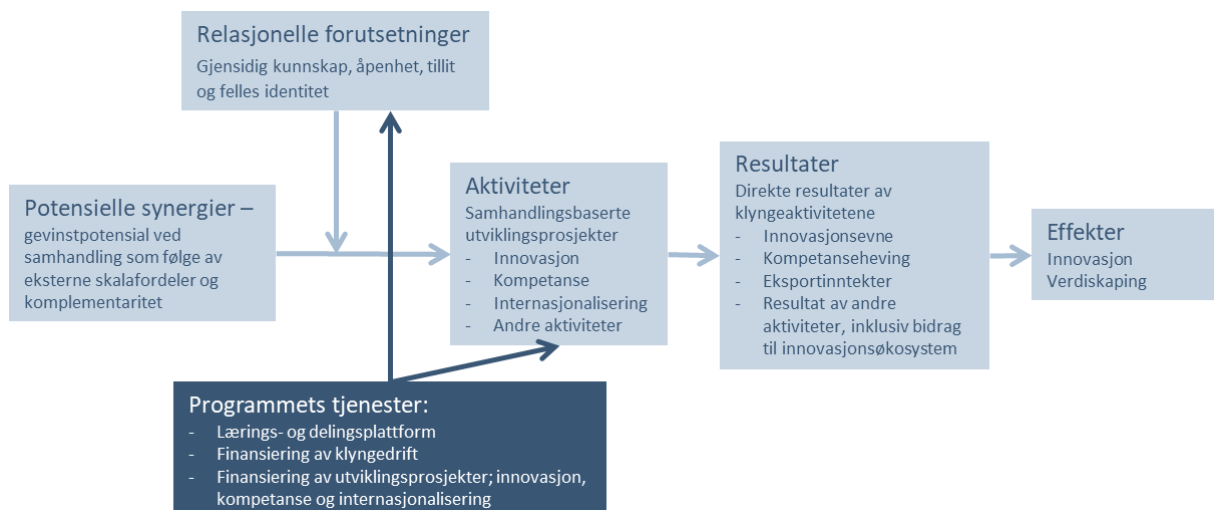 Relasjonelle forutsetninger
Gjensidig kunnskap, åpenhet, tillit
og felles identitet
Potensielle synergier –
gevinstpotensial ved
samhandling som følge av
eksterne skalafordeler og
komplementaritet
Aktiviteter
Samhandlingsbaserte
utviklingsprosjekter
- Innovasjon
- Kompetanse
- Internasjonalisering
- Andre aktiviteter
Resultater
Direkte resultater av
klyngeaktivitetene
- Innovasjonsevne
- Kompetanseheving
- Eksportinntekter
- Resultat av andre
aktiviteter, inklusiv bidrag
til innovasjonsøkosystem
Effekter
Innovasjon
Verdiskaping
Programmets tjenester:
- Lærings- og delingsplattform
- Finansiering av klyngedrift
- Finansiering av utviklingsprosjekter; innovasjon,
kompetanse og internasjonalisering